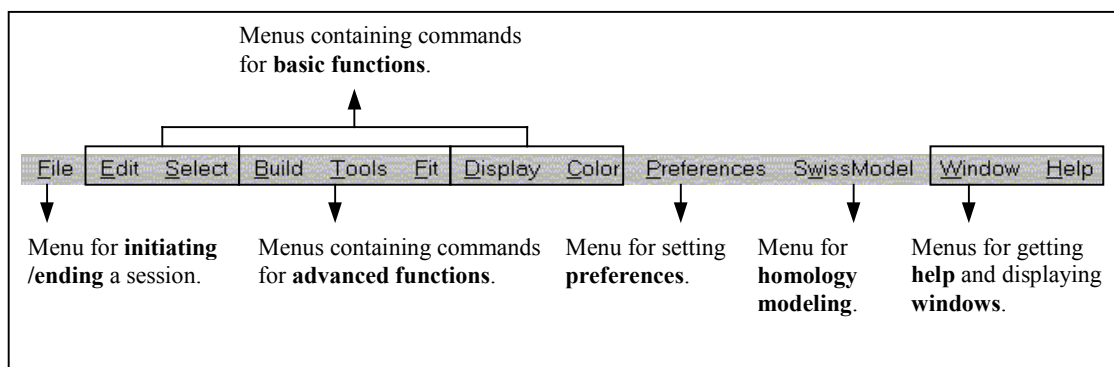 Menus containing commands
for basic functions.
File Edit Select Build Tools Fit Display Color Preferences SwissModel Window Help
Menu for initiating
/ending a session.
Menus containing commands
for advanced functions.
Menu for setting
preferences.
Menu for
homology
modeling.
Menus for getting
help and displaying
windows.